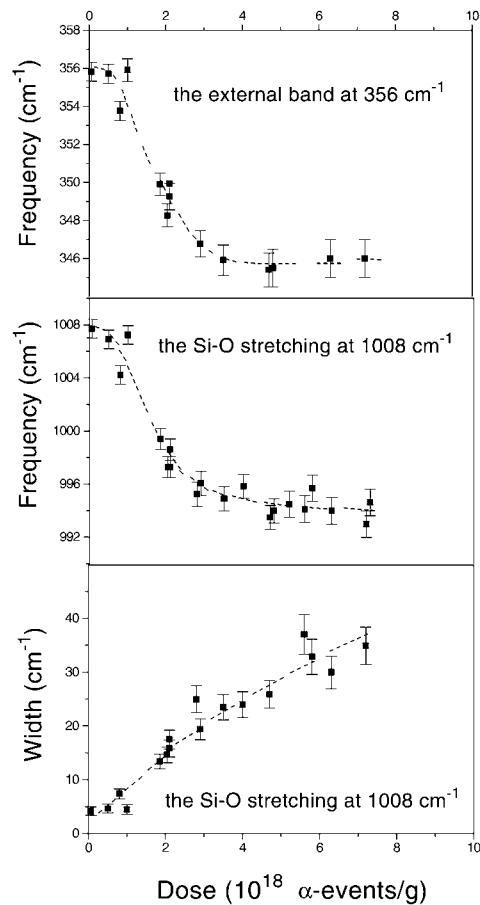 0 2 4 6 8 10
358
356
354
352
350
348
346
Frequency (cm⁻¹)
the external band at 356 cm⁻¹
1008
1004
1000
996
992
Frequency (cm⁻¹)
the Si-O stretching at 1008 cm⁻¹
40
30
20
10
0
Width (cm⁻¹)
the Si-O stretching at 1008 cm⁻¹
0 2 4 6 8 10
Dose (10¹⁸ α-events/g)